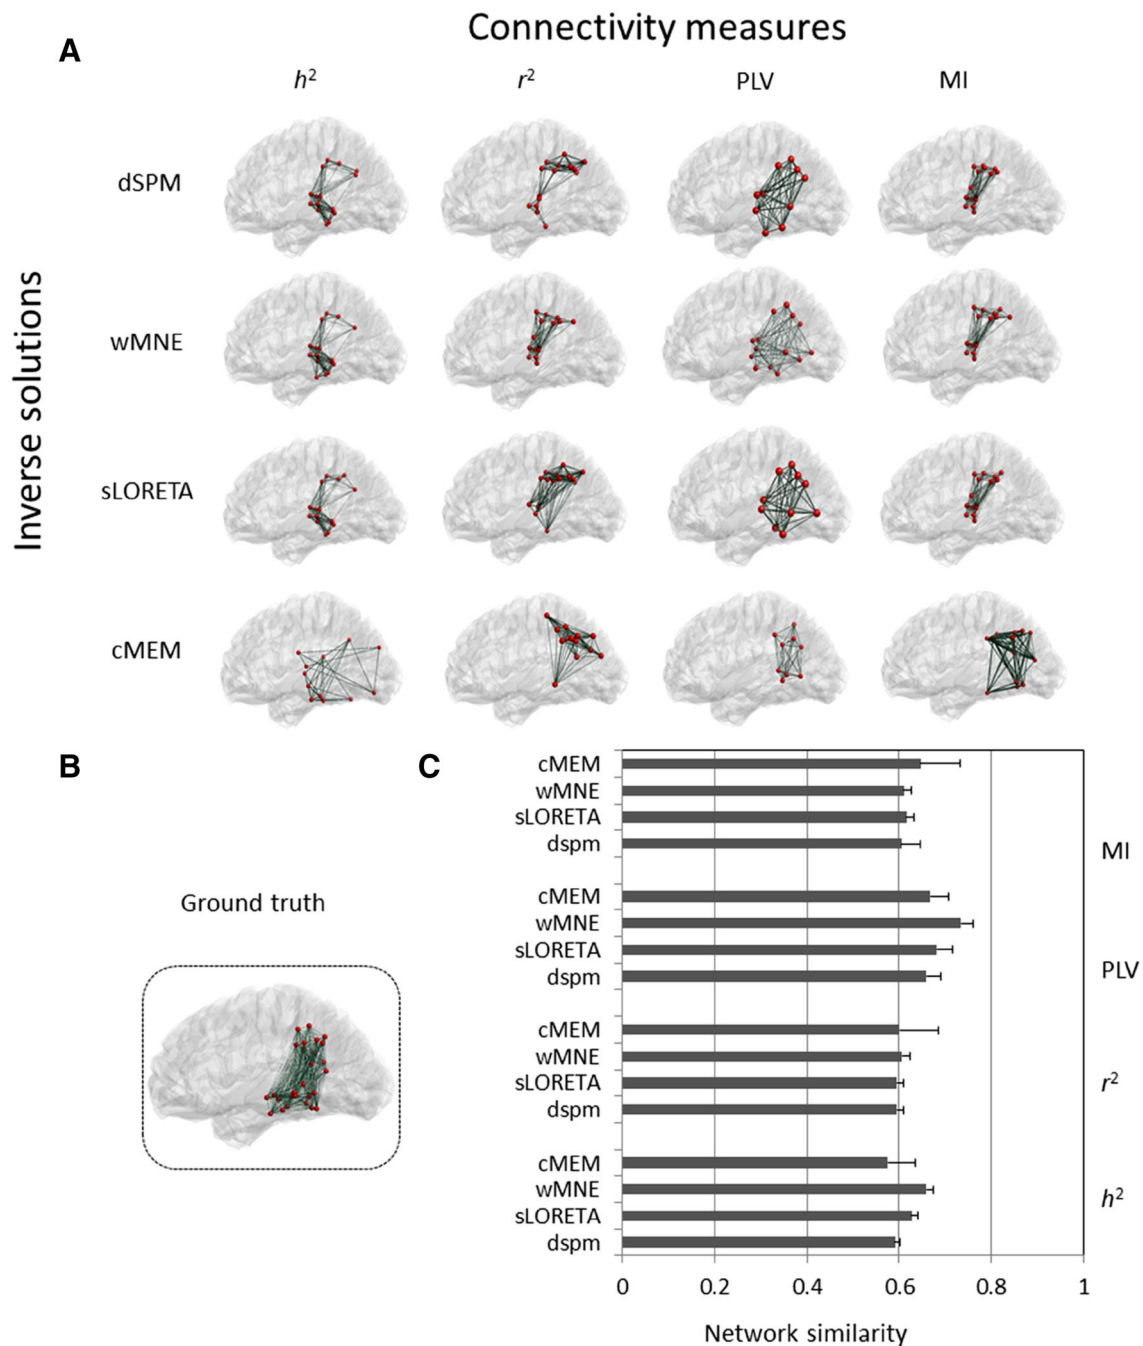 A
Connectivity measures
h² r² PLV MI
Inverse solutions
dSPM
wMNE
sLORETA
cMEM
B
Ground truth
C
cMEM
wMNE
sLORETA
dspm
MI
cMEM
wMNE
sLORETA
dspm
PLV
cMEM
wMNE
sLORETA
dspm
r²
cMEM
wMNE
sLORETA
dspm
h²
0 0.2 0.4 0.6 0.8 1
Network similarity